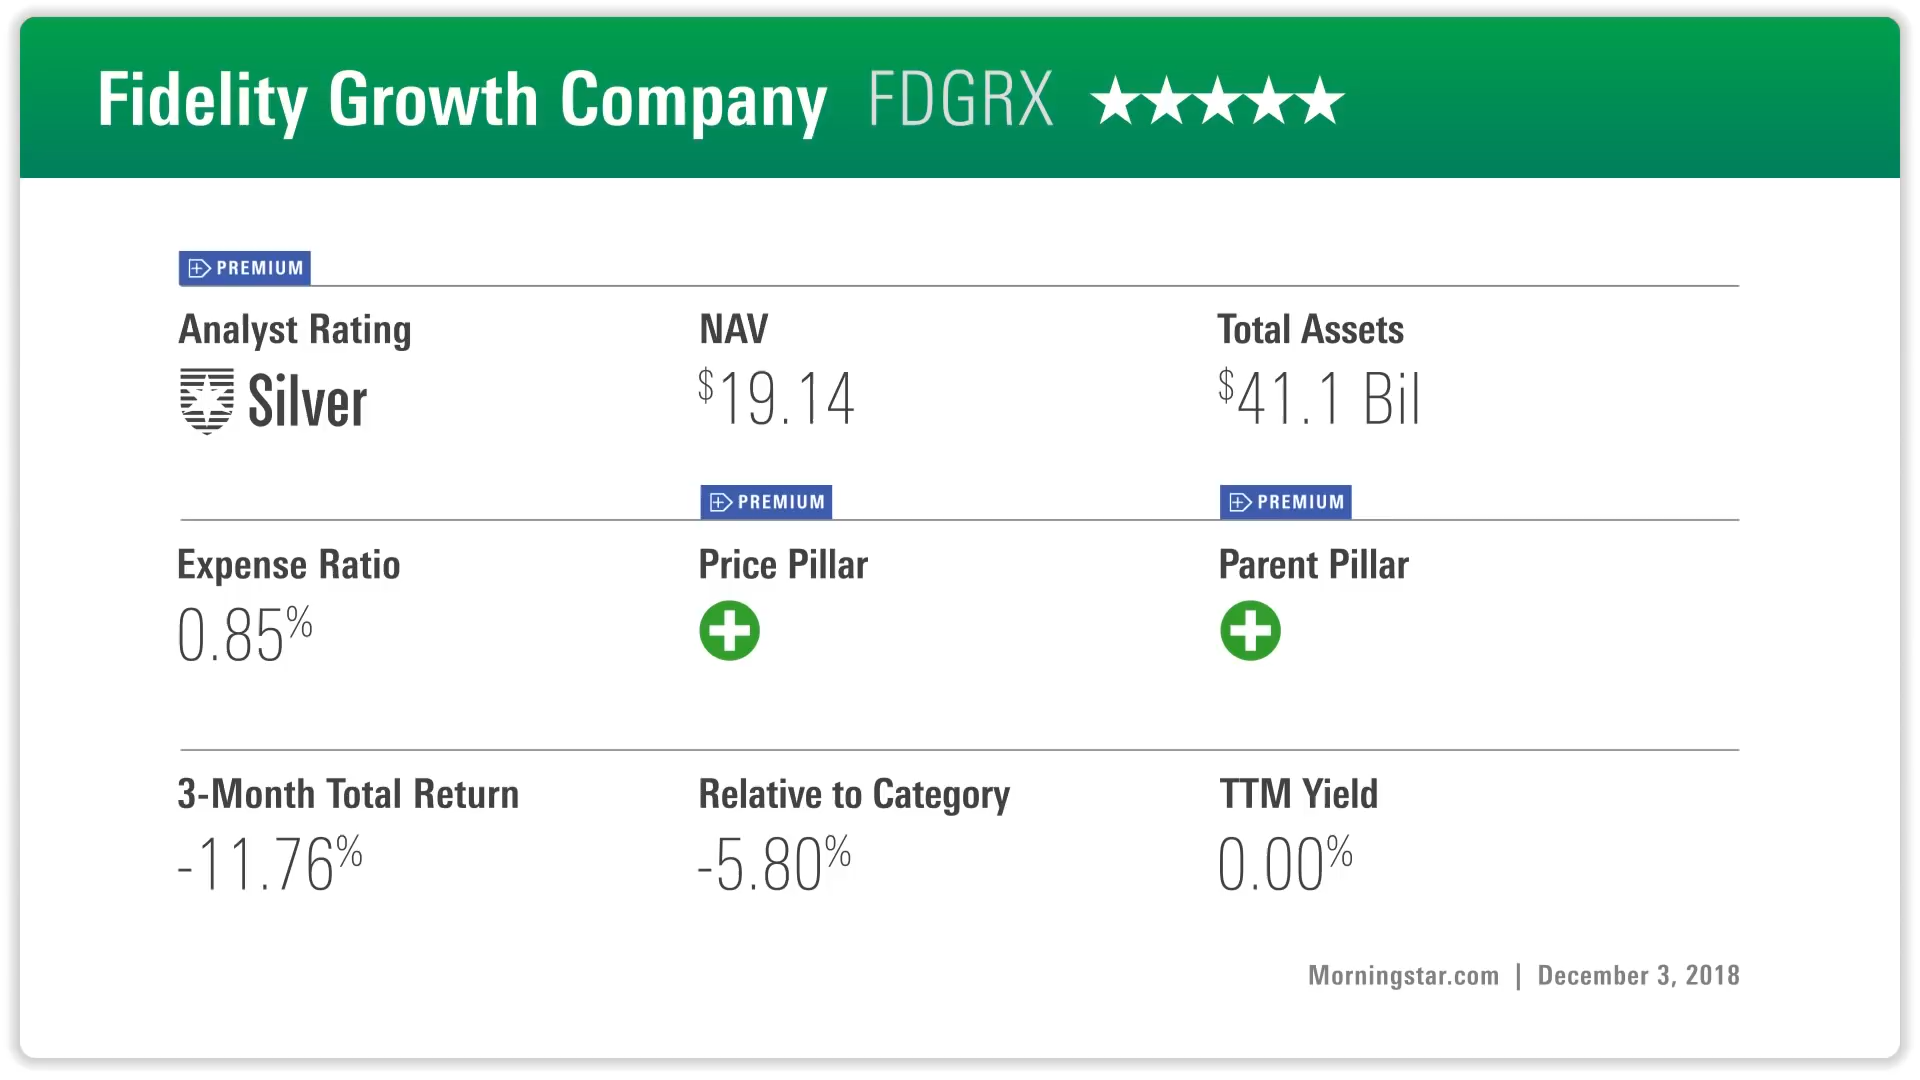 Fidelity Growth Company FDGRX ★★★★★
PREMIUM
Analyst Rating NAV Total Assets
Silver $19.14 $41.1 Bil
PREMIUM PREMIUM
Expense Ratio Price Pillar Parent Pillar
0.85%
3-Month Total Return Relative to Category TTM Yield
-11.76% -5.80% 0.00%
Morningstar.com | December 3, 2018